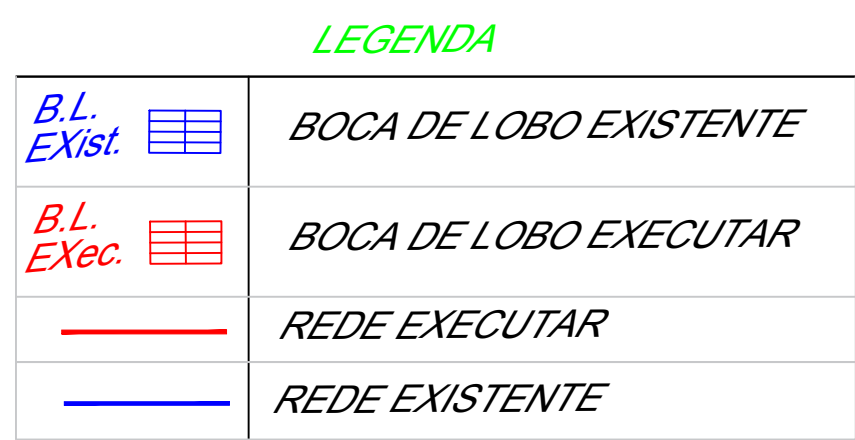 LEGENDA
B.L.
EXist.
BOCA DE LOBO EXISTENTE
B.L.
EXec.
BOCA DE LOBO EXECUTAR
REDE EXECUTAR
REDE EXISTENTE